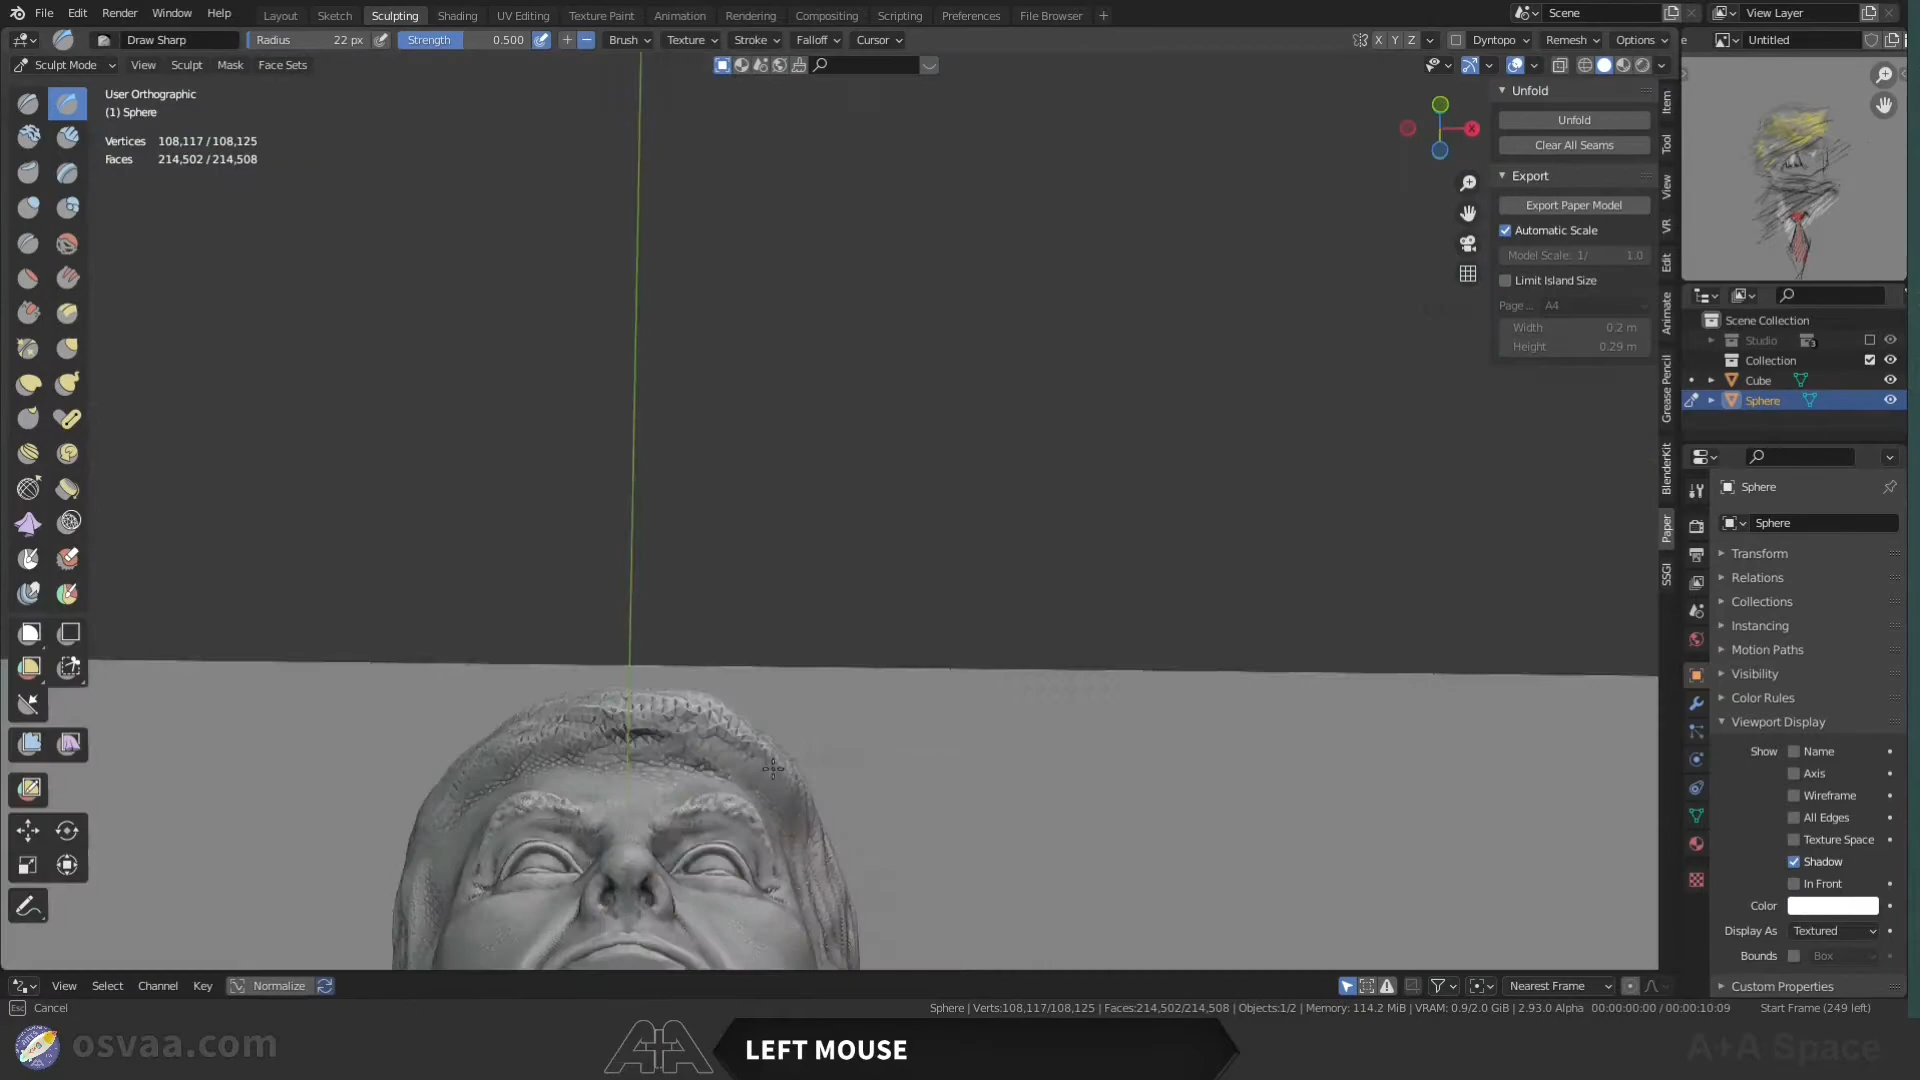 File Edit Render Window Help Layout Sketch Sculpting Shading UV Editing Texture Paint Animation Rendering Compositing Scripting Preferences File Browser + Scene View Layer
Draw Sharp Radius 22 px Strength 0.500 Brush Texture Stroke Falloff Cursor X Y Z Dyntopo Remesh Options Untitled
Sculpt Mode View Sculpt Mask Face Sets
User Orthographic
(1) Sphere
Vertices 108,117 / 108,125
Faces 214,502 / 214,508
X
Unfold
Unfold
Clear All Seams
Export
Export Paper Model
Automatic Scale
Model Scale: 1/ 1.0
Limit Island Size
Page ... A4
Width 0.2 m
Height 0.29 m
Item
Tool
View
VR
Edit
Animate
Grease Pencil
BlenderKit
Paper
SSGI
Scene Collection
Studio 3
Collection
Cube
Sphere
Sphere
Sphere
Transform
Relations
Collections
Instancing
Motion Paths
Visibility
Color Rules
Viewport Display
Show Name
Axis
Wireframe
All Edges
Texture Space
Shadow
In Front
Color
Display As Textured
Bounds Box
Custom Properties
View Select Channel Key Normalize Nearest Frame
Esc Cancel Sphere | Verts:108,117/108,125 | Faces:214,502/214,508 | Objects:1/2 | Memory: 114.2 MiB | VRAM: 0.9/2.0 GiB | 2.93.0 Alpha 00:00:00:00 / 00:00:10:09 Start Frame (249 left)
osvaa.com A+A LEFT MOUSE A+A Space